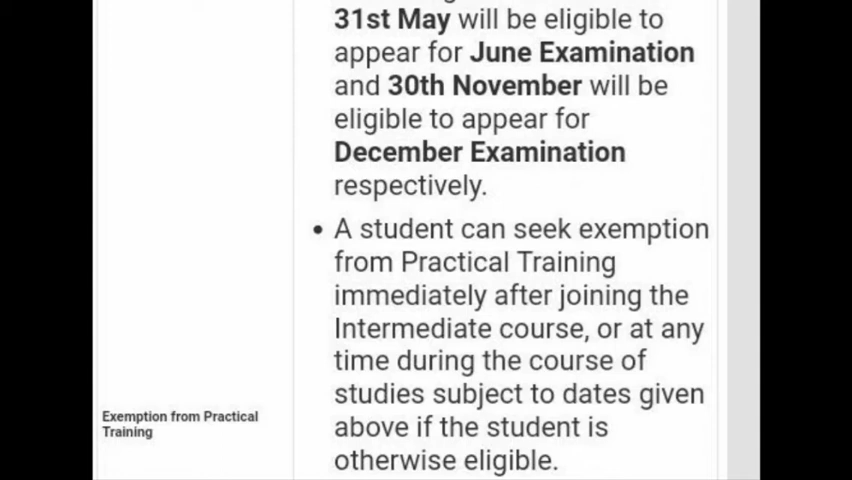 31st May will be eligible to
appear for June Examination
and 30th November will be
eligible to appear for
December Examination
respectively.
• A student can seek exemption
from Practical Training
immediately after joining the
Intermediate course, or at any
time during the course of
studies subject to dates given
above if the student is
otherwise eligible.
Exemption from Practical
Training